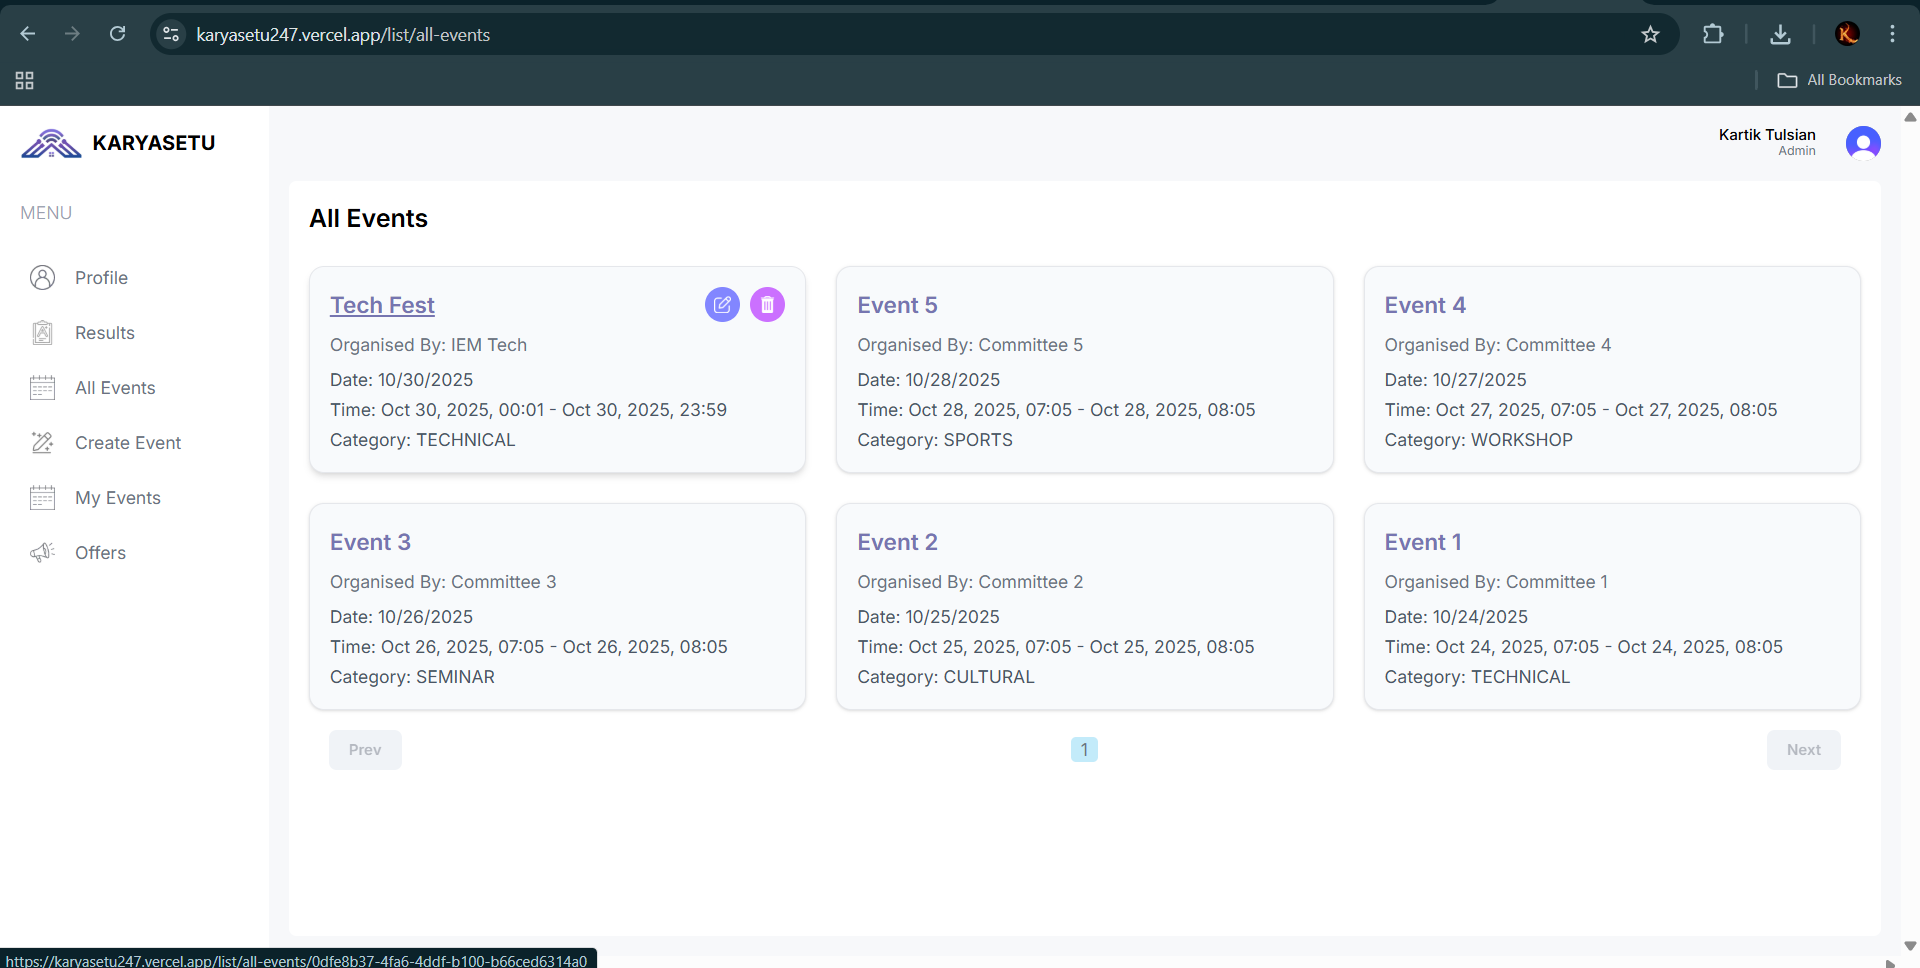 karyasetu247.vercel.app/list/all-events
All Bookmarks
KARYASETU
Kartik Tulsian
Admin
MENU
Profile
Results
All Events
Create Event
My Events
Offers
All Events
Tech Fest
Organised By: IEM Tech
Date: 10/30/2025
Time: Oct 30, 2025, 00:01 - Oct 30, 2025, 23:59
Category: TECHNICAL
Event 5
Organised By: Committee 5
Date: 10/28/2025
Time: Oct 28, 2025, 07:05 - Oct 28, 2025, 08:05
Category: SPORTS
Event 4
Organised By: Committee 4
Date: 10/27/2025
Time: Oct 27, 2025, 07:05 - Oct 27, 2025, 08:05
Category: WORKSHOP
Event 3
Organised By: Committee 3
Date: 10/26/2025
Time: Oct 26, 2025, 07:05 - Oct 26, 2025, 08:05
Category: SEMINAR
Event 2
Organised By: Committee 2
Date: 10/25/2025
Time: Oct 25, 2025, 07:05 - Oct 25, 2025, 08:05
Category: CULTURAL
Event 1
Organised By: Committee 1
Date: 10/24/2025
Time: Oct 24, 2025, 07:05 - Oct 24, 2025, 08:05
Category: TECHNICAL
Prev
1
Next
https://karyasetu247.vercel.app/list/all-events/0dfe8b37-4fa6-4ddf-b100-b66ced6314a0